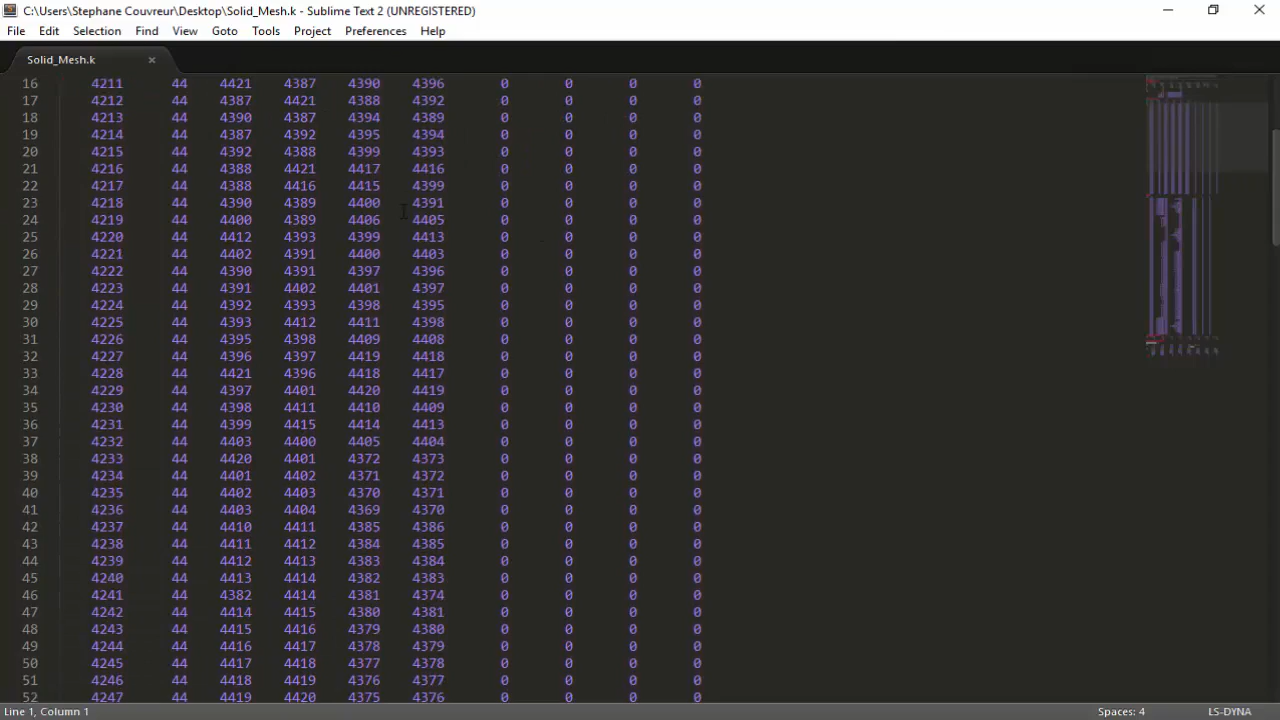 C:\Users\Stephane Couvreur\Desktop\Solid_Mesh.k - Sublime Text 2 (UNREGISTERED)
File Edit Selection Find View Goto Tools Project Preferences Help
Solid_Mesh.k ×
16 4211 44 4421 4387 4390 4396 0 0 0 0
17 4212 44 4387 4421 4388 4392 0 0 0 0
18 4213 44 4390 4387 4394 4389 0 0 0 0
19 4214 44 4387 4392 4395 4394 0 0 0 0
20 4215 44 4392 4388 4399 4393 0 0 0 0
21 4216 44 4388 4421 4417 4416 0 0 0 0
22 4217 44 4388 4416 4415 4399 0 0 0 0
23 4218 44 4390 4389 4400 4391 0 0 0 0
24 4219 44 4400 4389 4406 4405 0 0 0 0
25 4220 44 4412 4393 4399 4413 0 0 0 0
26 4221 44 4402 4391 4400 4403 0 0 0 0
27 4222 44 4390 4391 4397 4396 0 0 0 0
28 4223 44 4391 4402 4401 4397 0 0 0 0
29 4224 44 4392 4393 4398 4395 0 0 0 0
30 4225 44 4393 4412 4411 4398 0 0 0 0
31 4226 44 4395 4398 4409 4408 0 0 0 0
32 4227 44 4396 4397 4419 4418 0 0 0 0
33 4228 44 4421 4396 4418 4417 0 0 0 0
34 4229 44 4397 4401 4420 4419 0 0 0 0
35 4230 44 4398 4411 4410 4409 0 0 0 0
36 4231 44 4399 4415 4414 4413 0 0 0 0
37 4232 44 4403 4400 4405 4404 0 0 0 0
38 4233 44 4420 4401 4372 4373 0 0 0 0
39 4234 44 4401 4402 4371 4372 0 0 0 0
40 4235 44 4402 4403 4370 4371 0 0 0 0
41 4236 44 4403 4404 4369 4370 0 0 0 0
42 4237 44 4410 4411 4385 4386 0 0 0 0
43 4238 44 4411 4412 4384 4385 0 0 0 0
44 4239 44 4412 4413 4383 4384 0 0 0 0
45 4240 44 4413 4414 4382 4383 0 0 0 0
46 4241 44 4382 4414 4381 4374 0 0 0 0
47 4242 44 4414 4415 4380 4381 0 0 0 0
48 4243 44 4415 4416 4379 4380 0 0 0 0
49 4244 44 4416 4417 4378 4379 0 0 0 0
50 4245 44 4417 4418 4377 4378 0 0 0 0
51 4246 44 4418 4419 4376 4377 0 0 0 0
52 4247 44 4419 4420 4375 4376 0 0 0 0
Line 1, Column 1 Spaces: 4 LS-DYNA